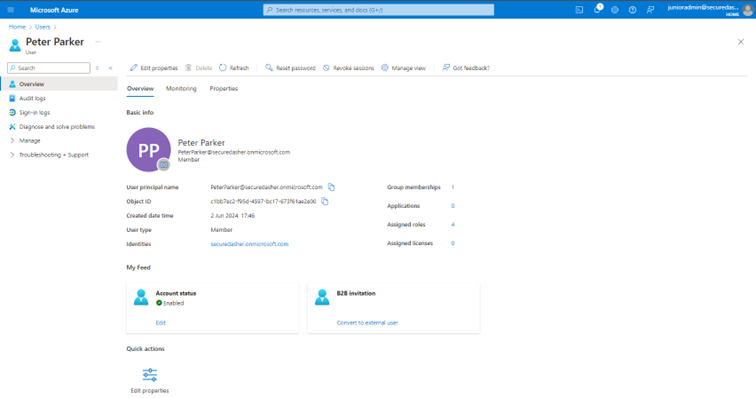 Microsoft Azure
Search resources, services, and docs (G+/)
1
junioradmin@securedas...
HOME
Home > Users >
Peter Parker ...
User
Search
Edit properties Delete Refresh Reset password Revoke sessions Manage view Got feedback?
Overview
Audit logs
Sign-in logs
Diagnose and solve problems
Manage
Troubleshooting + Support
Overview Monitoring Properties
Basic info
PP
Peter Parker
PeterParker@securedasher.onmicrosoft.com
Member
User principal name PeterParker@securedasher.onmicrosoft.com
Object ID c1bb7ec2-f95d-4597-bc17-673f61ae2e00
Created date time 2 Jun 2024, 17:46
User type Member
Identities securedasher.onmicrosoft.com
Group memberships 1
Applications 0
Assigned roles 4
Assigned licenses 0
My Feed
Account status
Enabled
Edit
B2B invitation
Convert to external user
Quick actions
Edit properties